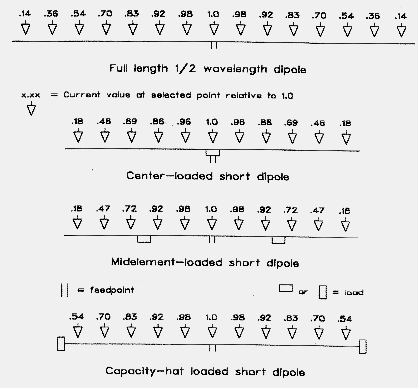 .14 .36 .54 .70 .83 .92 .98 1.0 .98 .92 .83 .70 .54 .36 .14
Full length 1/2 wavelength dipole
x.xx = Current value at selected point relative to 1.0
.18 .48 .69 .86 .96 1.0 .96 .86 .69 .46 .18
Center-loaded short dipole
.18 .47 .72 .92 .98 1.0 .98 .92 .72 .47 .18
Midelement-loaded short dipole
= feedpoint or = load
.54 .70 .83 .92 .98 1.0 .98 .92 .83 .70 .54
Capacity-hat loaded short dipole